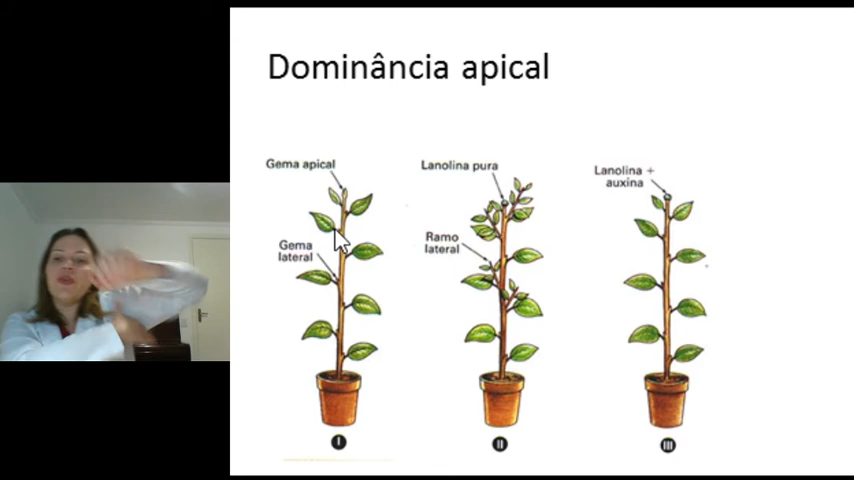 Dominância apical
Gema apical
Gema
lateral
Lanolina pura
Ramo
lateral
Lanolina +
auxina
I
II
III